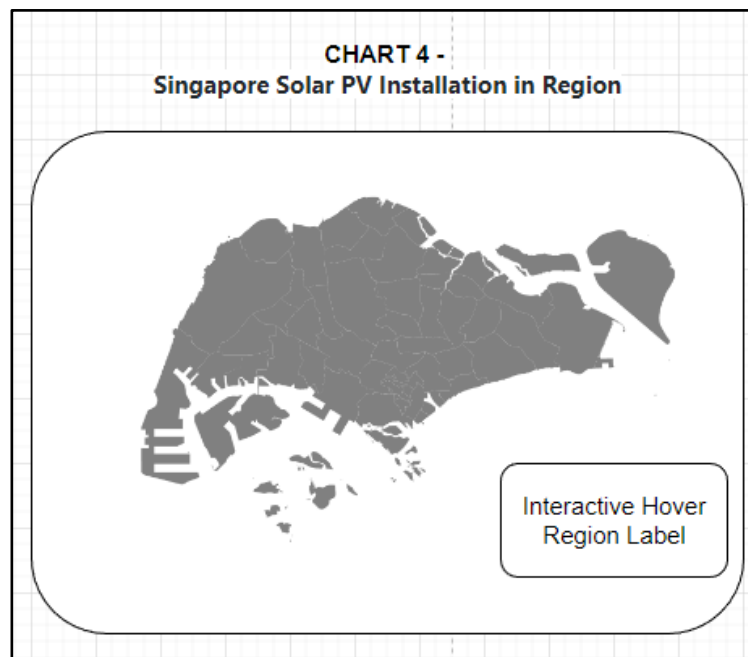 CHART 4 -
Singapore Solar PV Installation in Region
Interactive Hover
Region Label